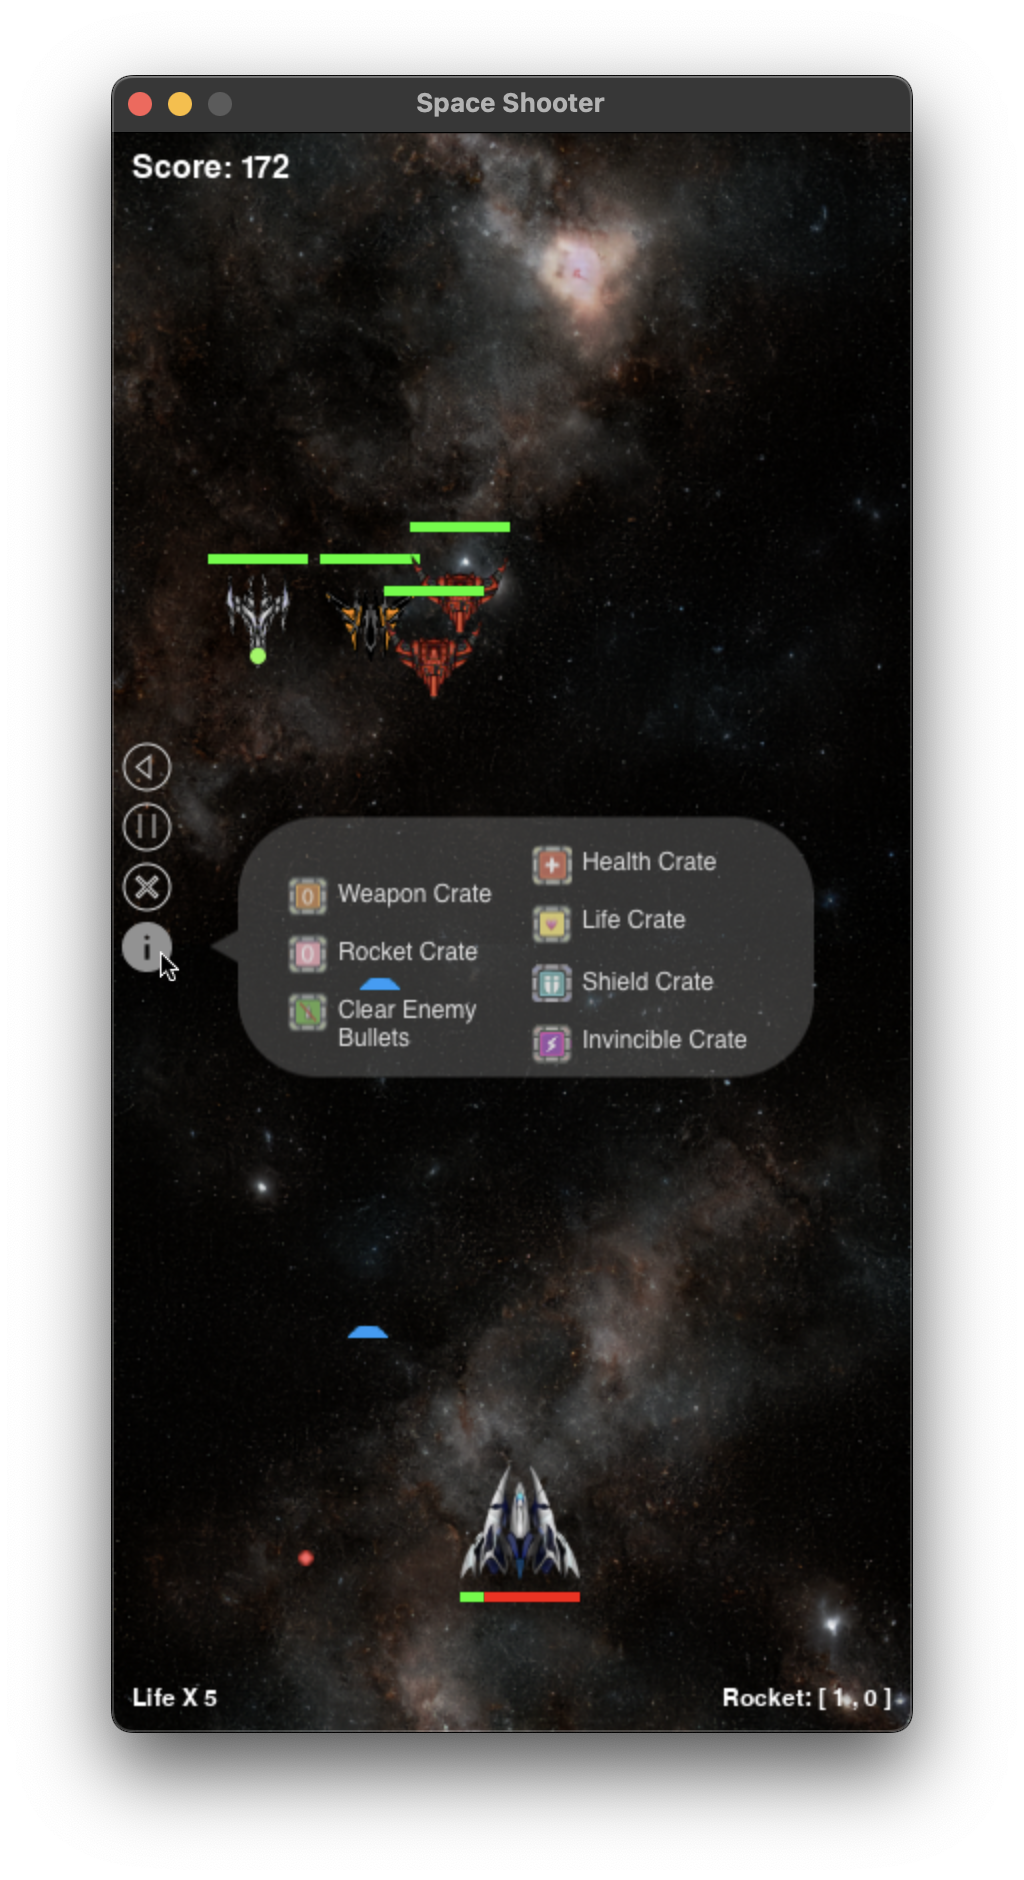 Space Shooter
Score: 172
Weapon Crate
Rocket Crate
Clear Enemy
Bullets
Health Crate
Life Crate
Shield Crate
Invincible Crate
Life X 5
Rocket: [ 1 , 0 ]